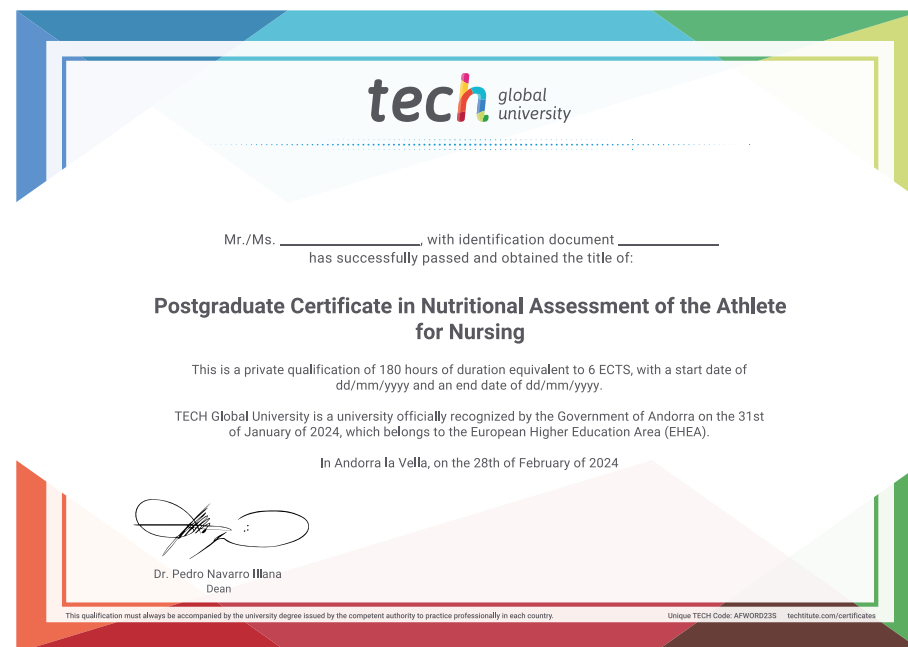 tech global
university
Mr./Ms. ____________, with identification document ____________
has successfully passed and obtained the title of:
Postgraduate Certificate in Nutritional Assessment of the Athlete
for Nursing
This is a private qualification of 180 hours of duration equivalent to 6 ECTS, with a start date of
dd/mm/yyyy and an end date of dd/mm/yyyy.
TECH Global University is a university officially recognized by the Government of Andorra on the 31st
of January of 2024, which belongs to the European Higher Education Area (EHEA).
In Andorra la Vella, on the 28th of February of 2024
Dr. Pedro Navarro Illana
Dean
This qualification must always be accompanied by the university degree issued by the competent authority to practice professionally in each country.
Unique TECH Code: AFWORD23S techtitute.com/certificates